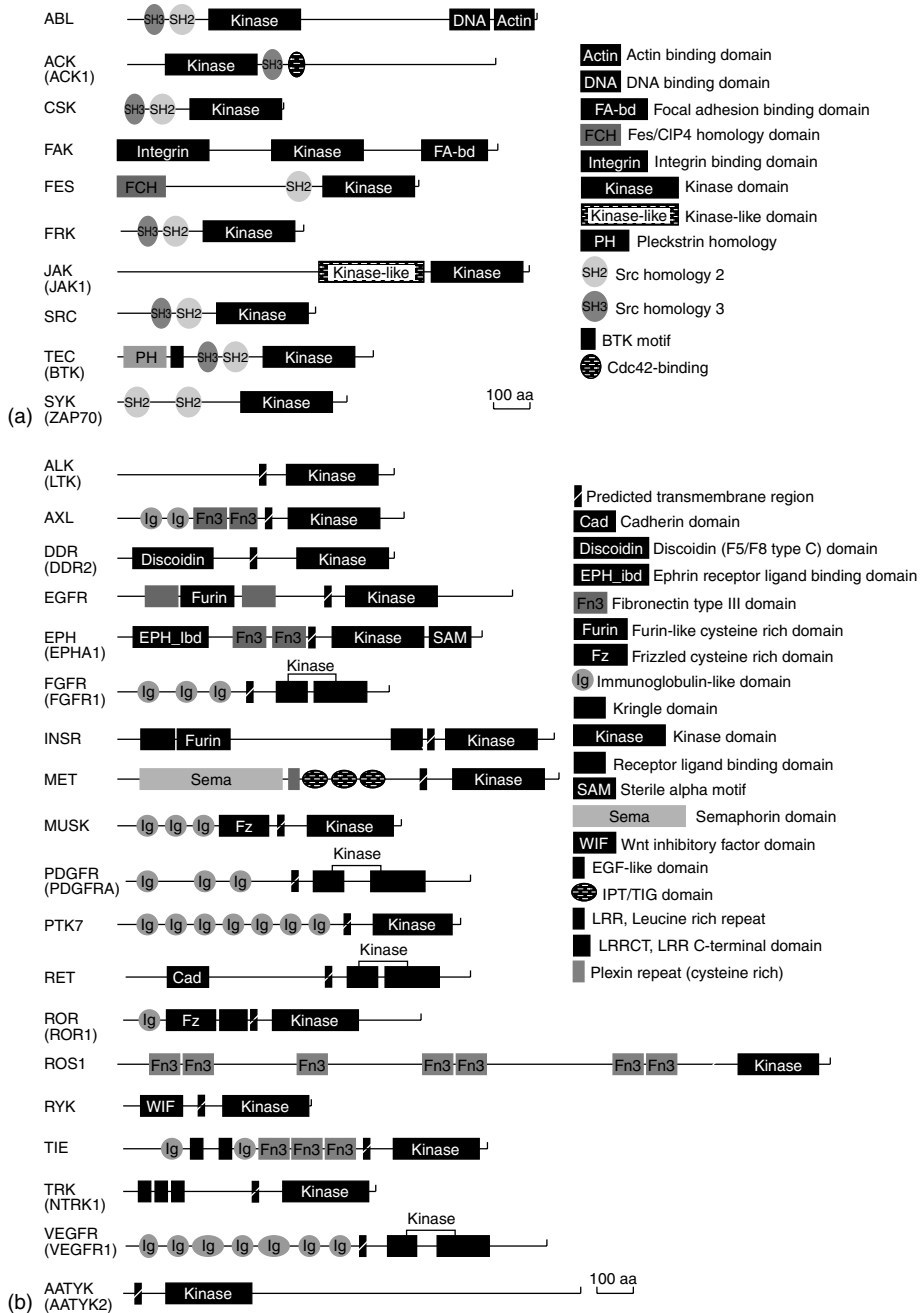 ABL SH3 SH2 Kinase DNA Actin
ACK
(ACK1) Kinase SH3
CSK SH3 SH2 Kinase
FAK Integrin Kinase FA-bd
FES FCH SH2 Kinase
FRK SH3 SH2 Kinase
JAK
(JAK1) Kinase-like Kinase
SRC SH3 SH2 Kinase
TEC
(BTK) PH SH3 SH2 Kinase
SYK
(ZAP70) SH2 SH2 Kinase
100 aa
(a)
Actin Actin binding domain
DNA DNA binding domain
FA-bd Focal adhesion binding domain
FCH Fes/CIP4 homology domain
Integrin Integrin binding domain
Kinase Kinase domain
Kinase-like Kinase-like domain
PH Pleckstrin homology
SH2 Src homology 2
SH3 Src homology 3
BTK motif
Cdc42-binding
ALK
(LTK) Kinase
AXL Ig Ig Fn3 Fn3 Kinase
DDR
(DDR2) Discoidin Kinase
EGFR Furin Kinase
EPH
(EPHA1) EPH_lbd Fn3 Fn3 Kinase SAM
FGFR
(FGFR1) Ig Ig Ig Kinase
INSR Furin Kinase
MET Sema Kinase
MUSK Ig Ig Ig Fz Kinase
PDGFR
(PDGFRA) Ig Ig Ig Kinase
PTK7 Ig Ig Ig Ig Ig Ig Ig Kinase
RET Cad Kinase
ROR
(ROR1) Ig Fz Kinase
ROS1 Fn3 Fn3 Fn3 Fn3 Fn3 Fn3 Fn3 Kinase
RYK WIF Kinase
TIE Ig Ig Fn3 Fn3 Fn3 Kinase
TRK
(NTRK1) Kinase
VEGFR
(VEGFR1) Ig Ig Ig Ig Ig Ig Ig Kinase
AATYK
(AATYK2) Kinase
100 aa
(b)
Predicted transmembrane region
Cad Cadherin domain
Discoidin Discoidin (F5/F8 type C) domain
EPH_ibd Ephrin receptor ligand binding domain
Fn3 Fibronectin type III domain
Furin Furin-like cysteine rich domain
Fz Frizzled cysteine rich domain
Ig Immunoglobulin-like domain
Kringle domain
Kinase Kinase domain
Receptor ligand binding domain
SAM Sterile alpha motif
Sema Semaphorin domain
WIF Wnt inhibitory factor domain
EGF-like domain
IPT/TIG domain
LRR, Leucine rich repeat
LRRCT, LRR C-terminal domain
Plexin repeat (cysteine rich)